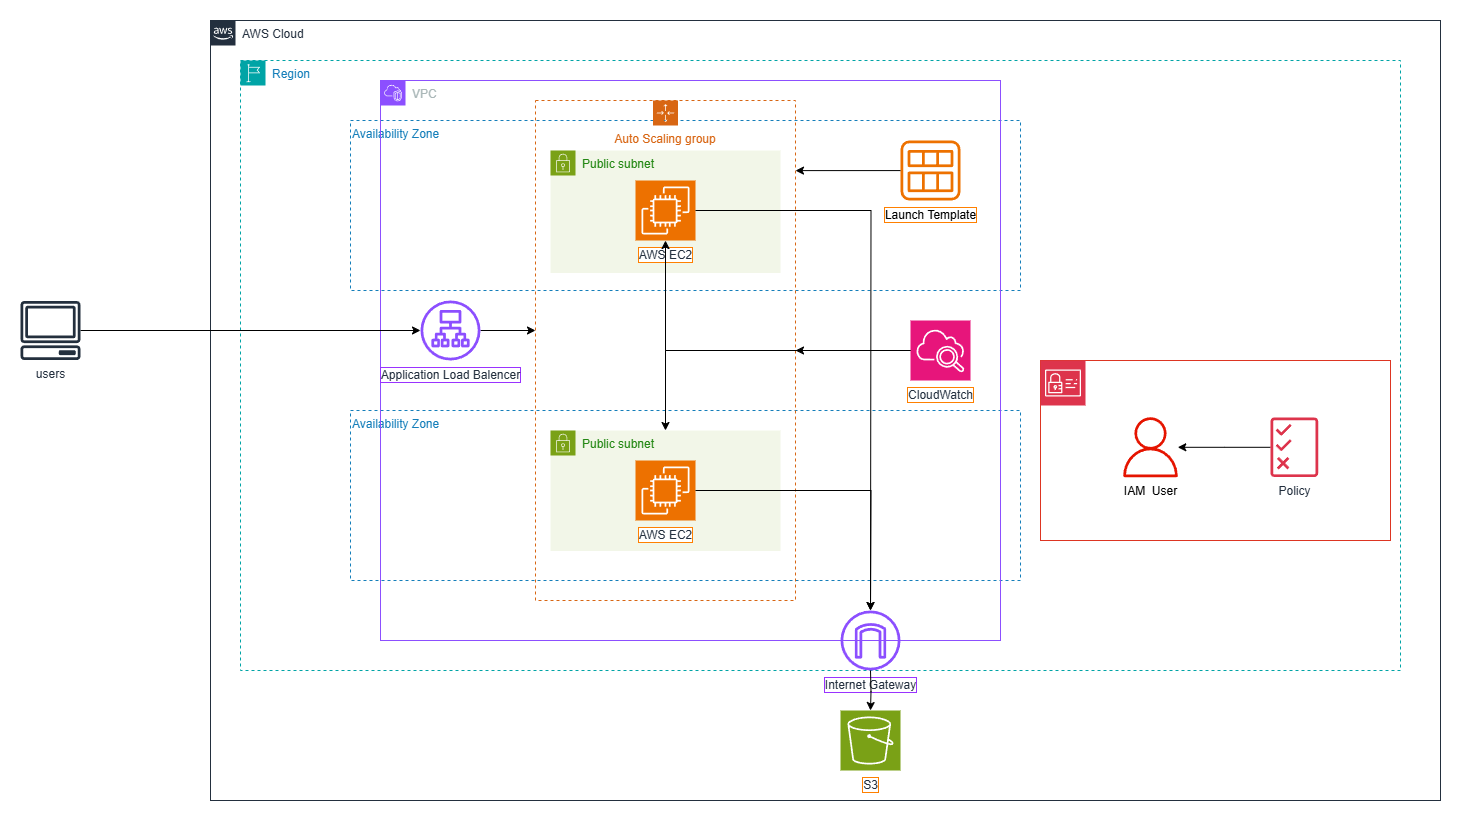 aws
AWS Cloud
Region
VPC
Availability Zone
Auto Scaling group
Public subnet
AWS EC2
Launch Template
users
Application Load Balencer
CloudWatch
Availability Zone
Public subnet
AWS EC2
IAM  User
Policy
Internet Gateway
S3